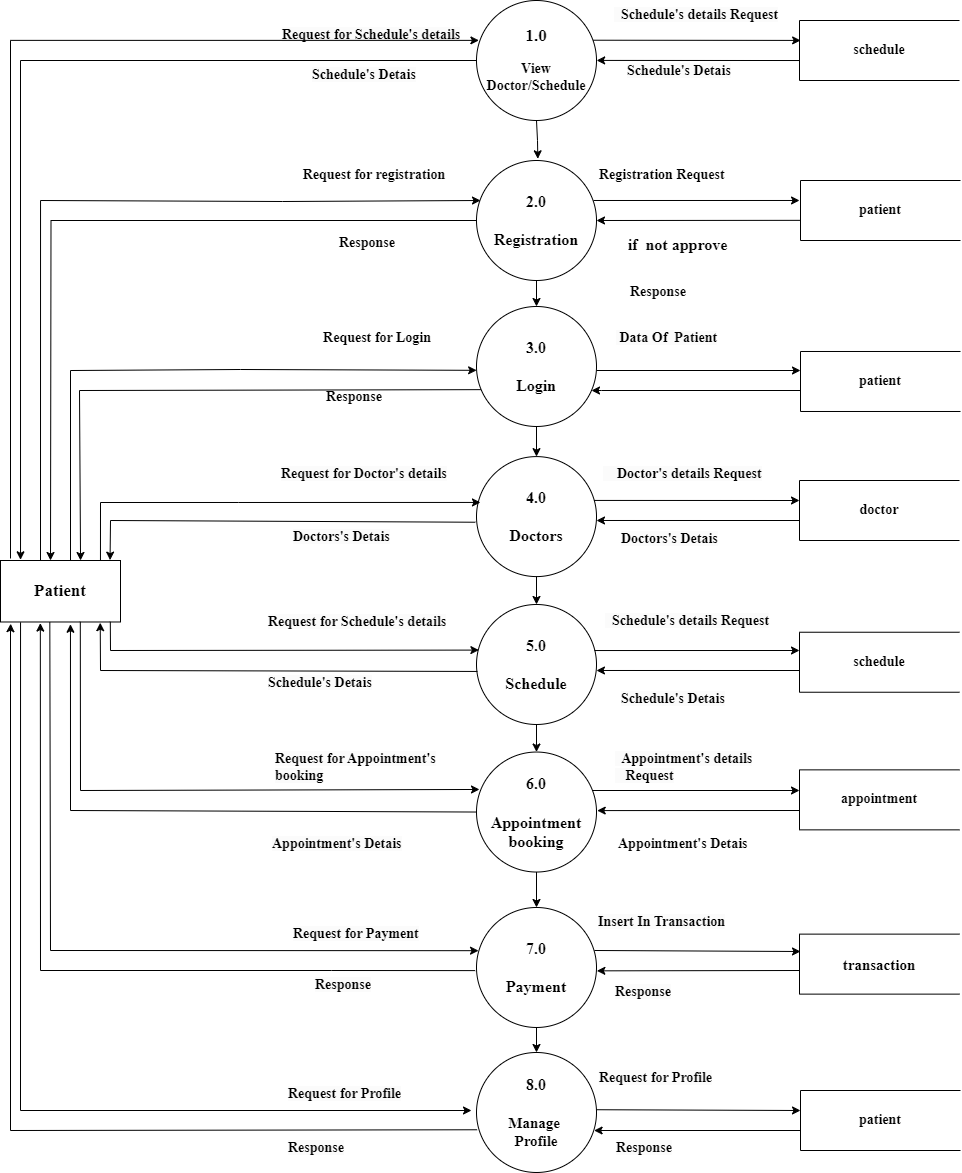 Request for Schedule's details
Schedule's Detais
1.0
View
Doctor/Schedule
Schedule's details Request
Schedule's Detais
schedule
Request for registration
Response
2.0
Registration
Registration Request
if not approve
Response
patient
Request for Login
Response
3.0
Login
Data Of Patient
patient
Request for Doctor's details
Doctors's Detais
4.0
Doctors
Doctor's details Request
Doctors's Detais
doctor
Patient
Request for Schedule's details
Schedule's Detais
5.0
Schedule
Schedule's details Request
Schedule's Detais
schedule
Request for Appointment's
booking
Appointment's Detais
6.0
Appointment
booking
Appointment's details
Request
Appointment's Detais
appointment
Request for Payment
Response
7.0
Payment
Insert In Transaction
Response
transaction
Request for Profile
Response
8.0
Manage
Profile
Request for Profile
Response
patient